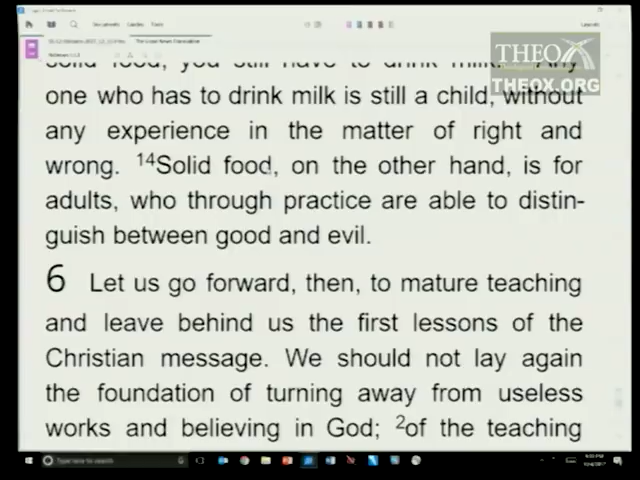 Documents Guides Tools
solid food, you still have to drink milk. Any
one who has to drink milk is still a child, without
any experience in the matter of right and
wrong. 14Solid food, on the other hand, is for
adults, who through practice are able to distin-
guish between good and evil.
6 Let us go forward, then, to mature teaching
and leave behind us the first lessons of the
Christian message. We should not lay again
the foundation of turning away from useless
works and believing in God; 2of the teaching
THEOX
THEOX.ORG
Type here to search